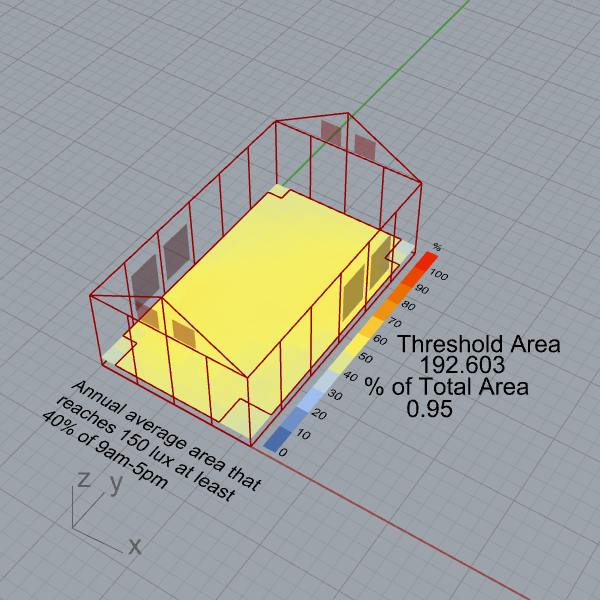 %
100
90
80
70
60
50
40
30
20
10
0
Threshold Area
192.603
% of Total Area
0.95
Annual average area that
reaches 150 lux at least
40% of 9am-5pm
z
y
x